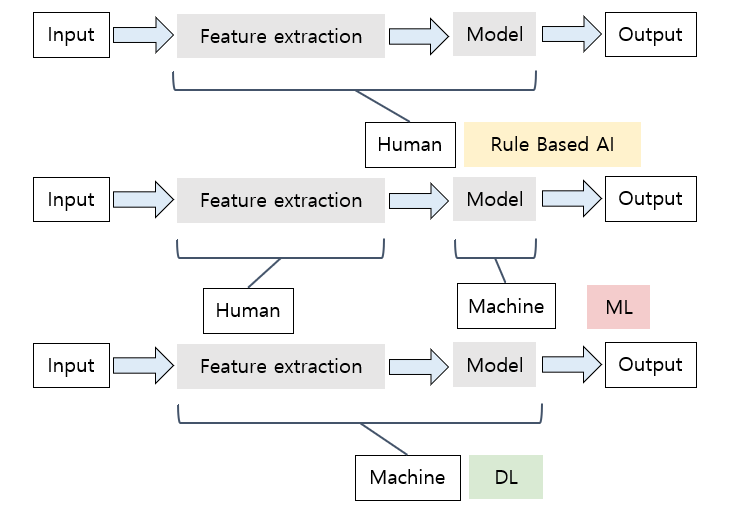 Input Feature extraction Model Output
Human Rule Based AI
Input Feature extraction Model Output
Human Machine ML
Input Feature extraction Model Output
Machine DL